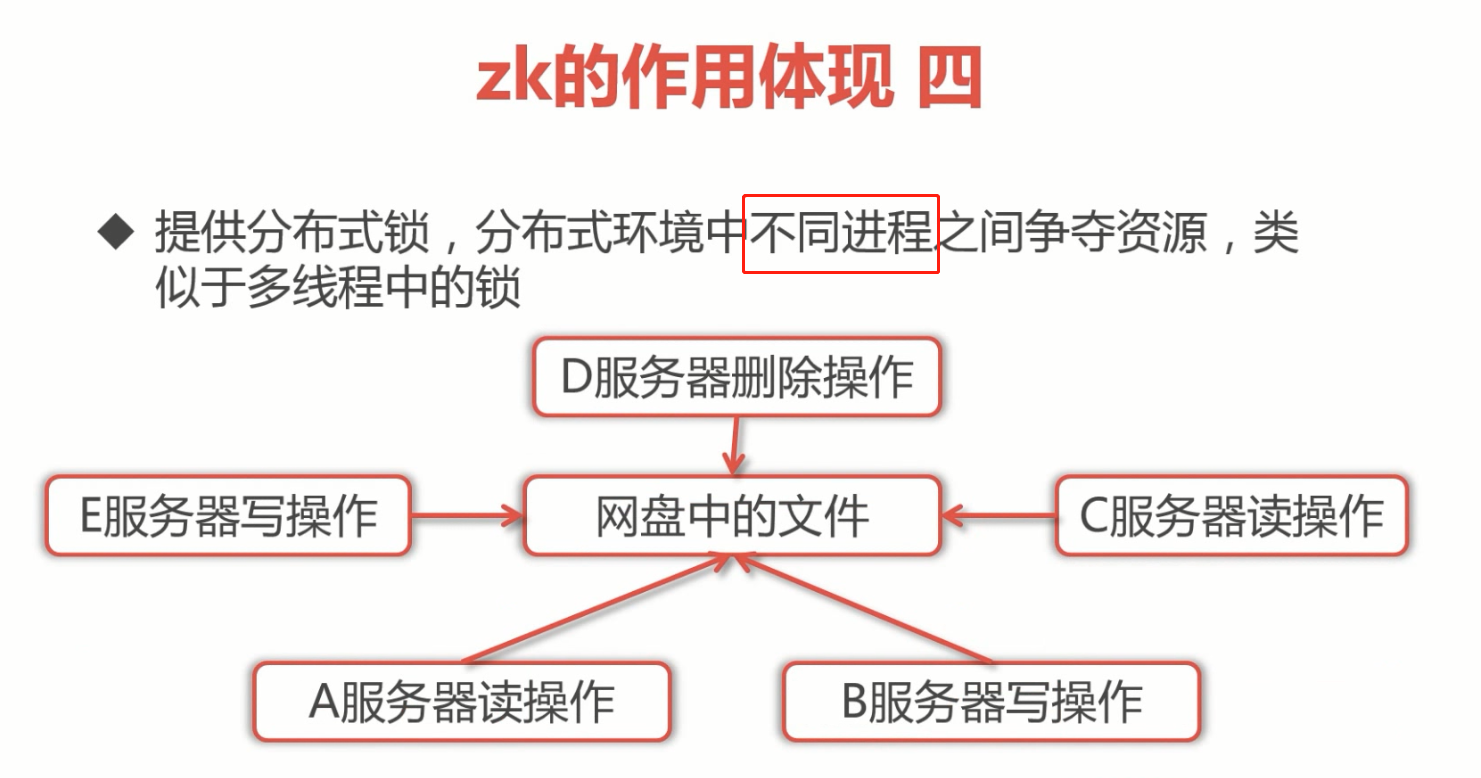 zk的作用体现 四
提供分布式锁，分布式环境中不同进程之间争夺资源，类
似于多线程中的锁
D服务器删除操作
E服务器写操作
网盘中的文件
C服务器读操作
A服务器读操作
B服务器写操作